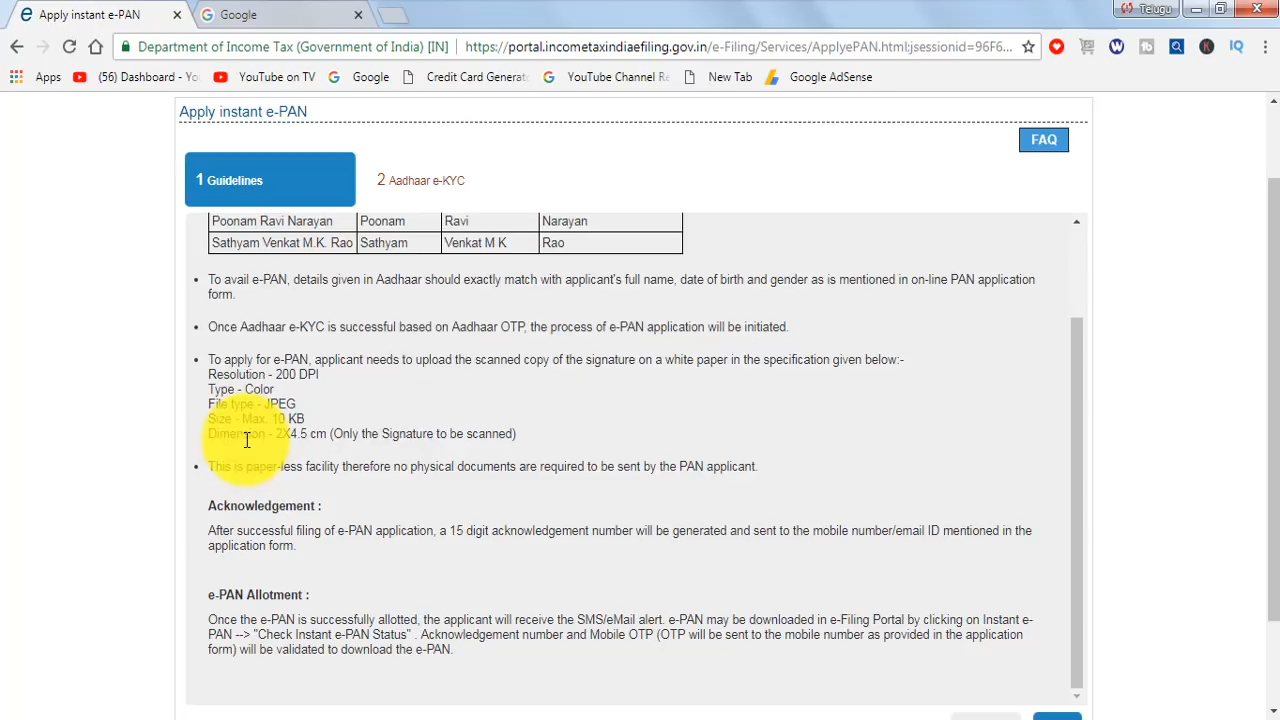 Apply instant e-PAN
Google
Telugu
Department of Income Tax (Government of India) [IN]
https://portal.incometaxindiaefiling.gov.in/e-Filing/Services/ApplyePAN.html;jsessionid=96F6...
Apps
(56) Dashboard - Yo
YouTube on TV
Google
Credit Card Generat
YouTube Channel Re
New Tab
Google AdSense
Apply instant e-PAN
FAQ
1 Guidelines
2 Aadhaar e-KYC
Poonam Ravi Narayan Poonam Ravi Narayan
Sathyam Venkat M.K. Rao Sathyam Venkat M K Rao
• To avail e-PAN, details given in Aadhaar should exactly match with applicant's full name, date of birth and gender as is mentioned in on-line PAN application
form.
• Once Aadhaar e-KYC is successful based on Aadhaar OTP, the process of e-PAN application will be initiated.
• To apply for e-PAN, applicant needs to upload the scanned copy of the signature on a white paper in the specification given below:-
Resolution - 200 DPI
Type - Color
File type - JPEG
Size - Max. 10 KB
Dimension - 2X4.5 cm (Only the Signature to be scanned)
• This is paper-less facility therefore no physical documents are required to be sent by the PAN applicant.
Acknowledgement :
After successful filing of e-PAN application, a 15 digit acknowledgement number will be generated and sent to the mobile number/email ID mentioned in the
application form.
e-PAN Allotment :
Once the e-PAN is successfully allotted, the applicant will receive the SMS/eMail alert. e-PAN may be downloaded in e-Filing Portal by clicking on Instant e-
PAN --> "Check Instant e-PAN Status" . Acknowledgement number and Mobile OTP (OTP will be sent to the mobile number as provided in the application
form) will be validated to download the e-PAN.